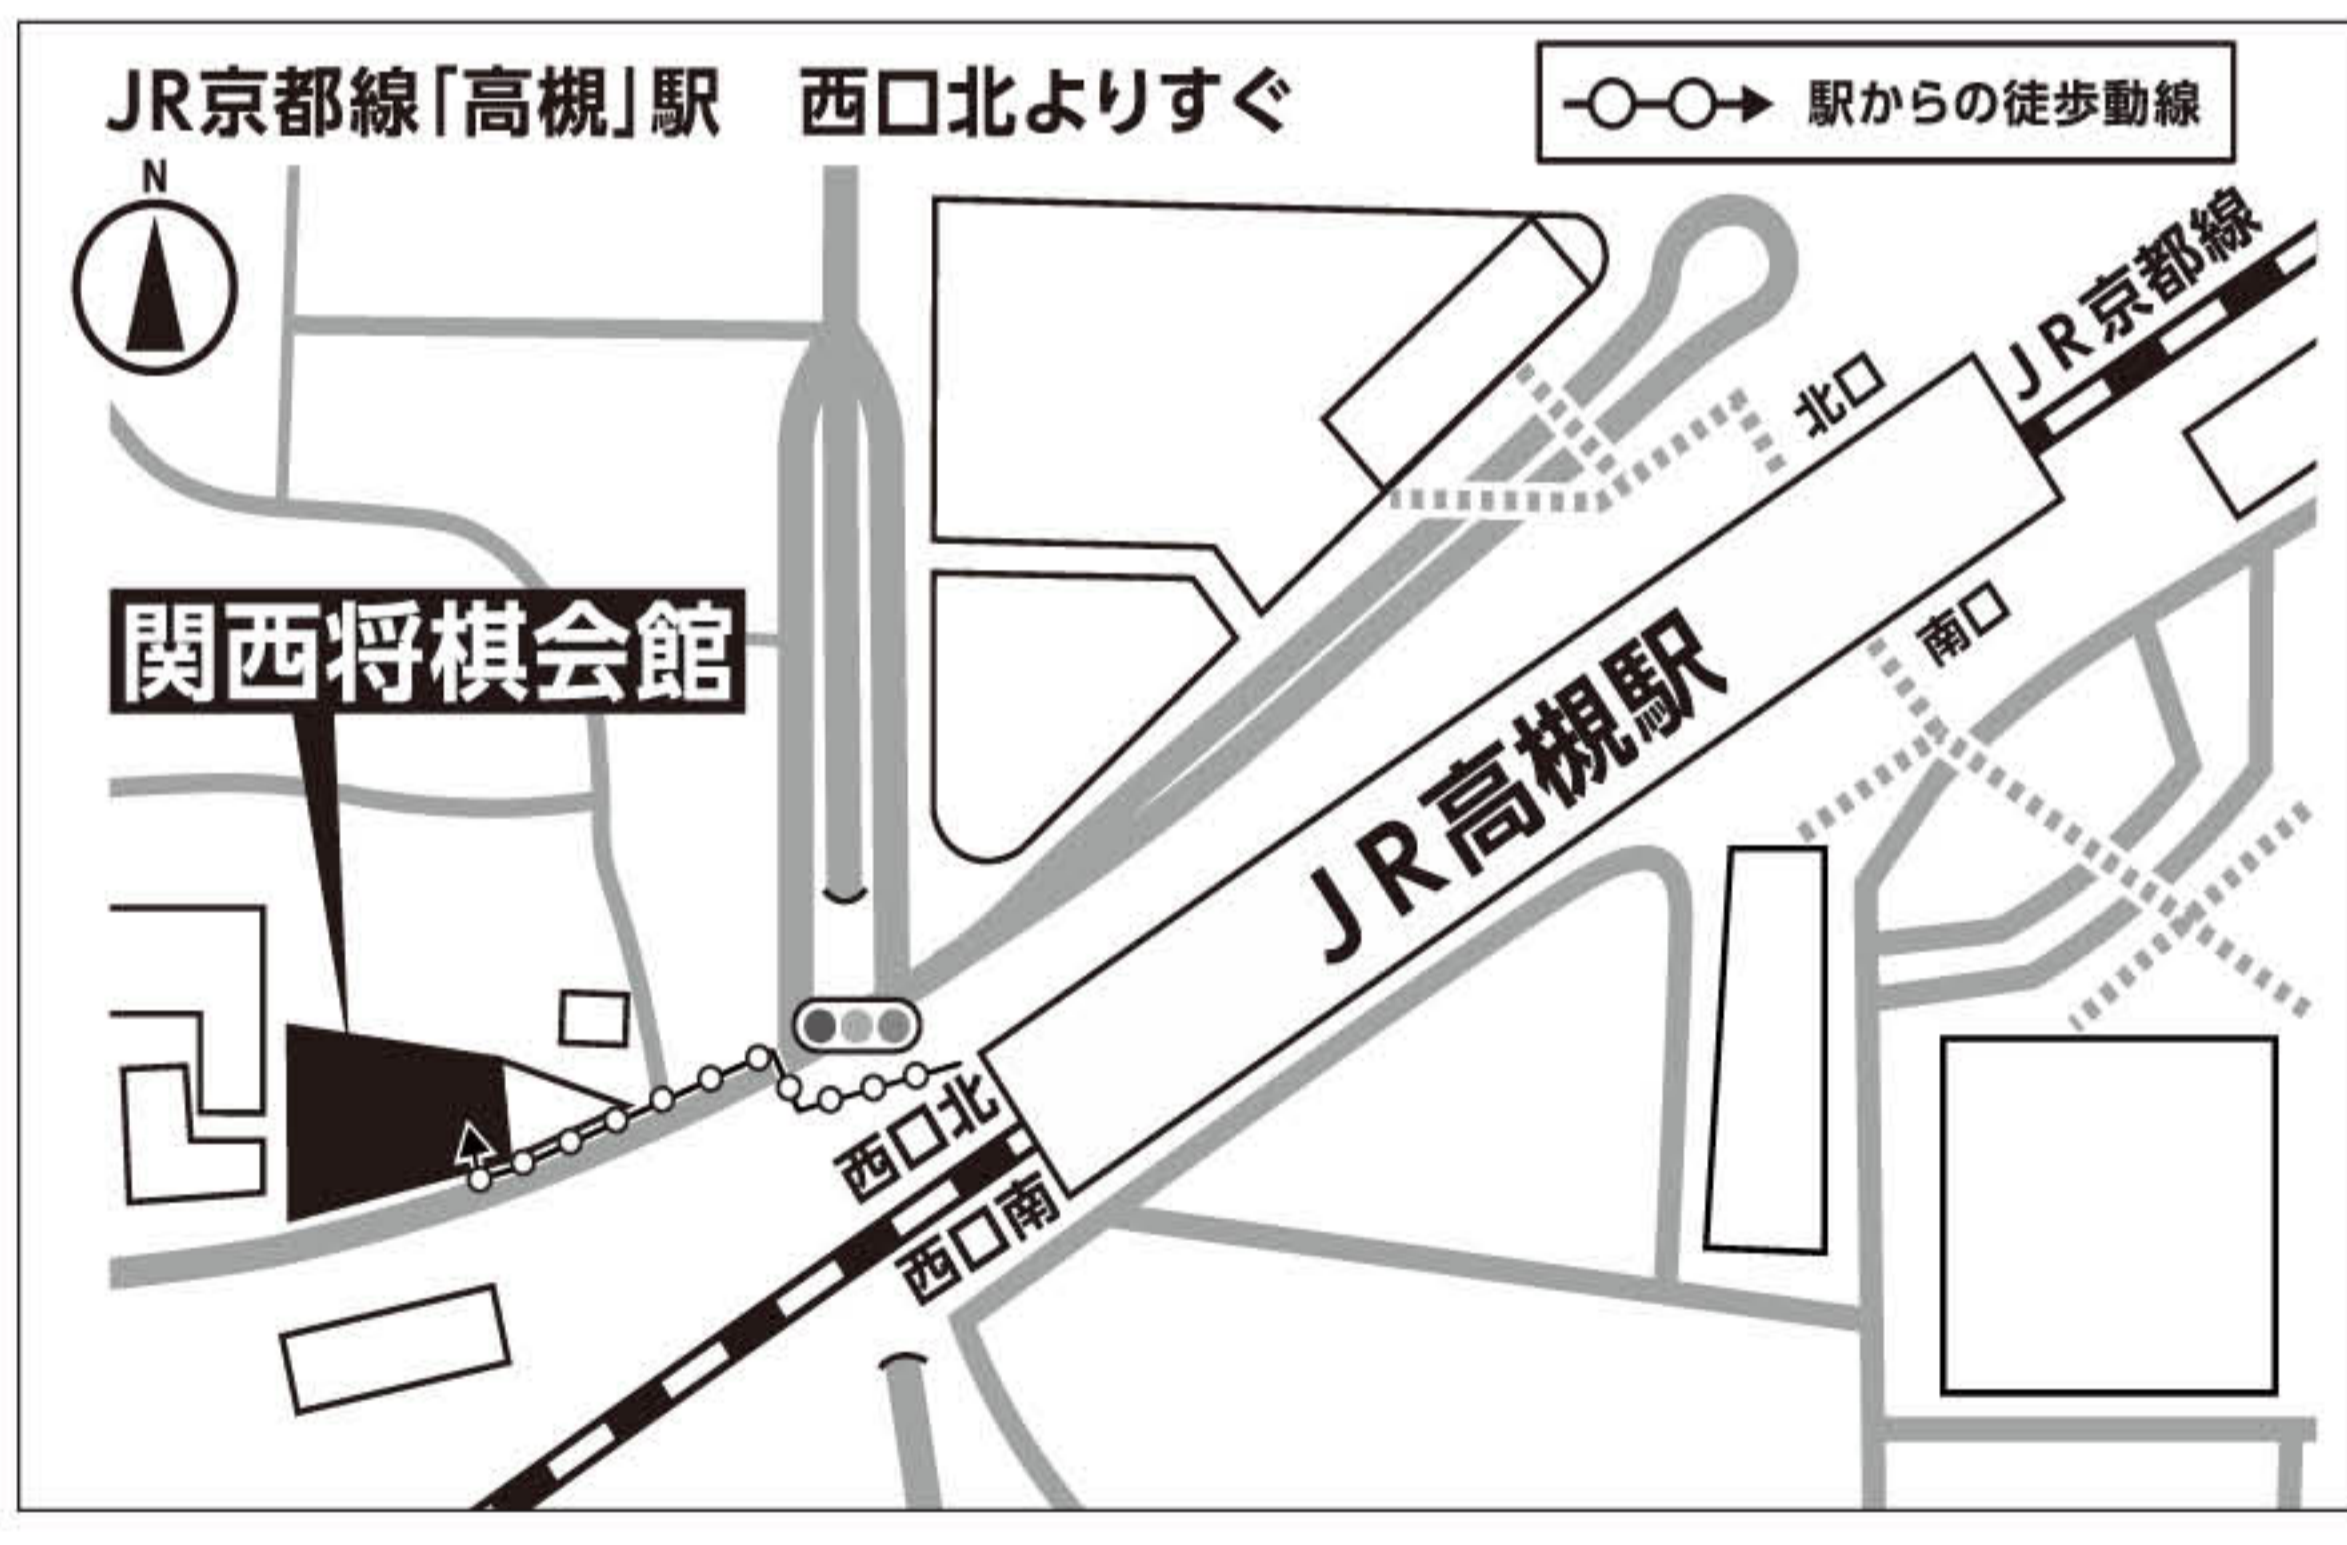 JR京都線「高槻」駅　西口北よりすぐ
駅からの徒歩動線
N
JR京都線
北口
関西将棋会館
南口
JR高槻駅
西口北
西口南